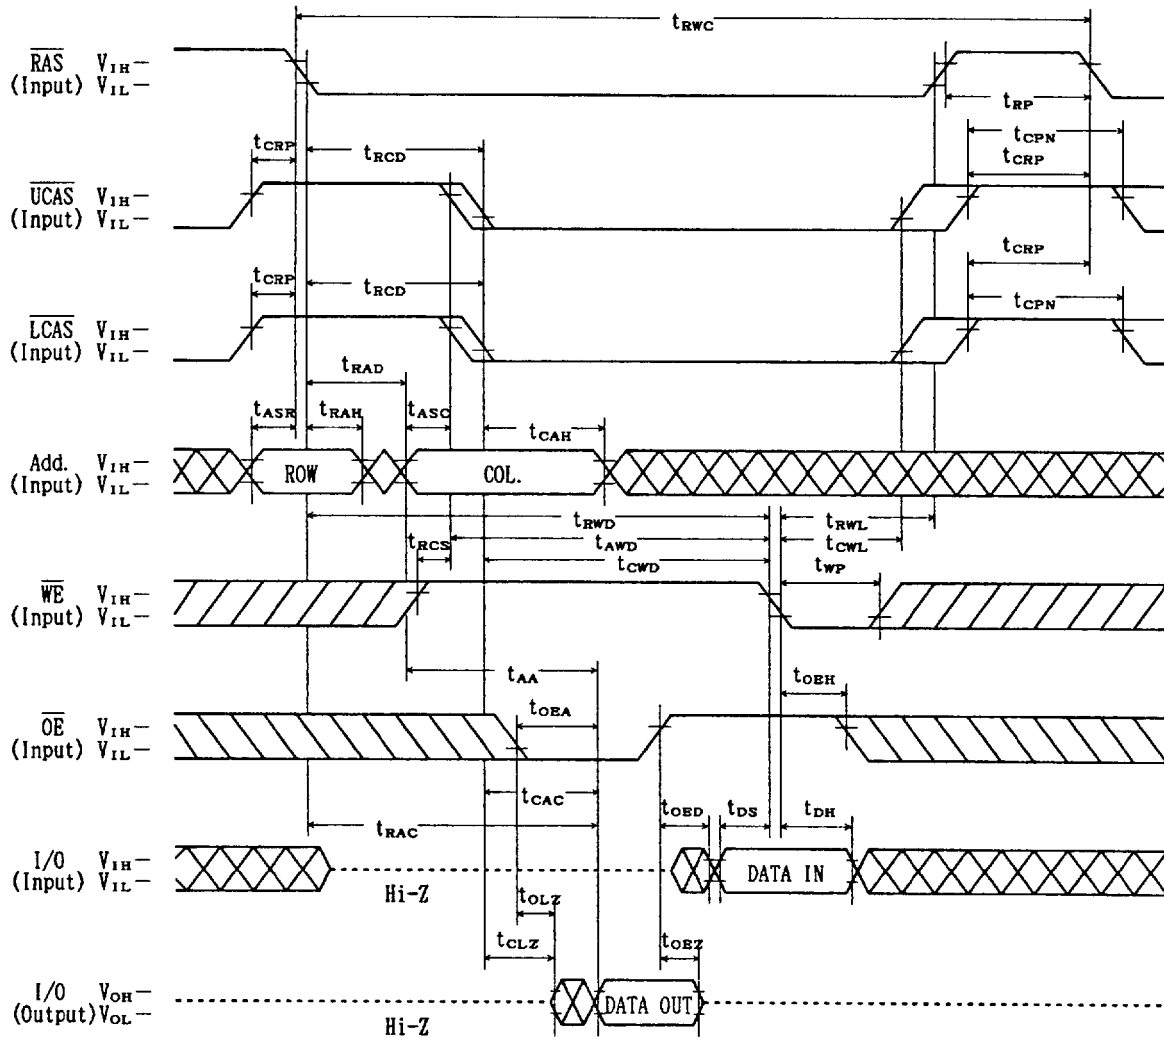 tRWC
RAS VIH
(Input) VIL
tRP
tCRP tRCD tCPN
tCRP
UCAS VIH
(Input) VIL
tCRP
tCRP tRCD tCPN
LCAS VIH
(Input) VIL
tRAD
tASR tRAH tASC tCAH
Add. VIH
(Input) VIL
ROW COL.
tRWD tRWL
tRCS tAWD tCWL
tCWD tWP
WE VIH
(Input) VIL
tAA tOEH
tOEA
OE VIH
(Input) VIL
tCAC tOED tDS tDH
tRAC
I/O VIH
(Input) VIL
DATA IN
Hi-Z
tOLZ
tCLZ tOEZ
I/O VOH
(Output) VOL
DATA OUT
Hi-Z